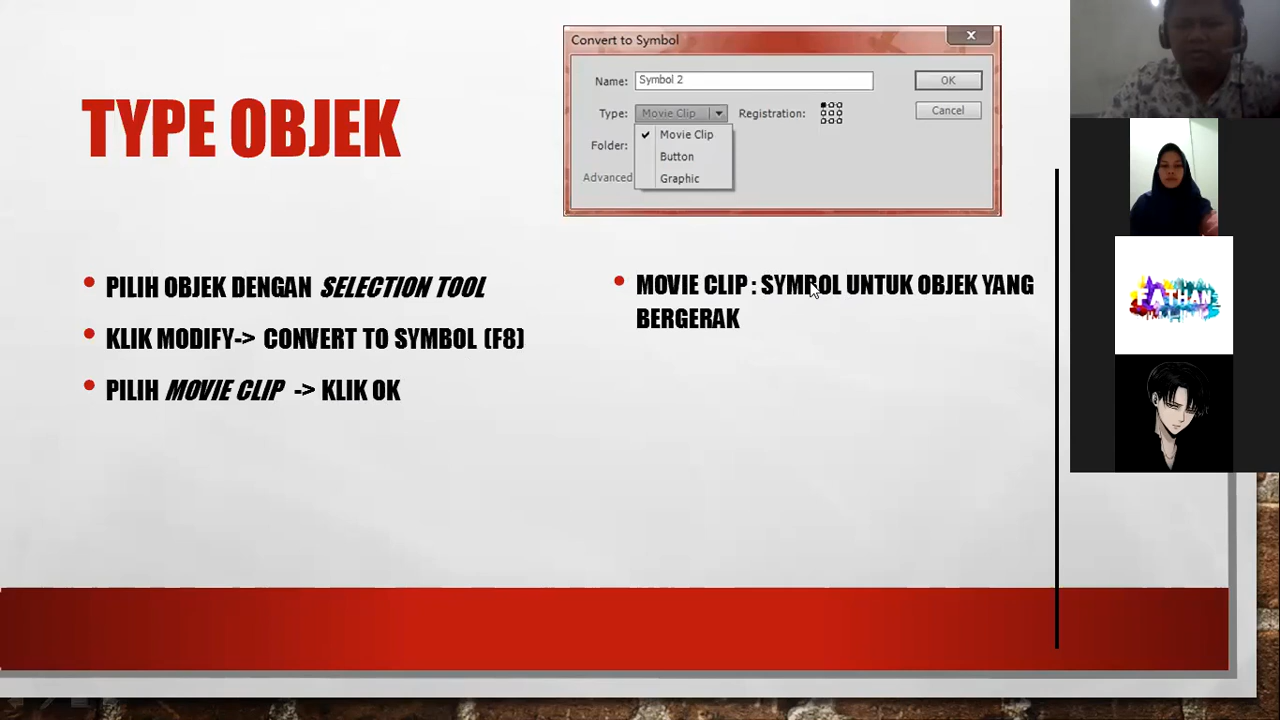 TYPE OBJEK
Convert to Symbol
Name: Symbol 2 OK
Type: Movie Clip Registration: Cancel
Movie Clip
Folder:
Button
Advanced
Graphic
• PILIH OBJEK DENGAN SELECTION TOOL
• KLIK MODIFY-> CONVERT TO SYMBOL (F8)
• PILIH MOVIE CLIP -> KLIK OK
• MOVIE CLIP : SYMBOL UNTUK OBJEK YANG
BERGERAK
FATHAN